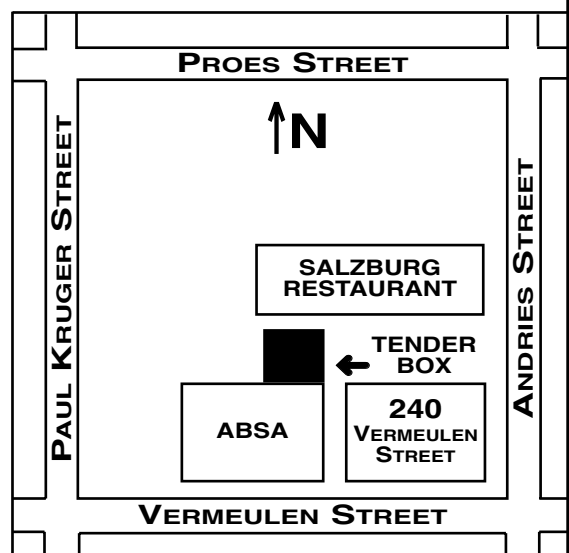 PROES STREET
N
PAUL KRUGER STREET
ANDRIES STREET
SALZBURG
RESTAURANT
TENDER
BOX
ABSA
240
VERMEULEN
STREET
VERMEULEN STREET